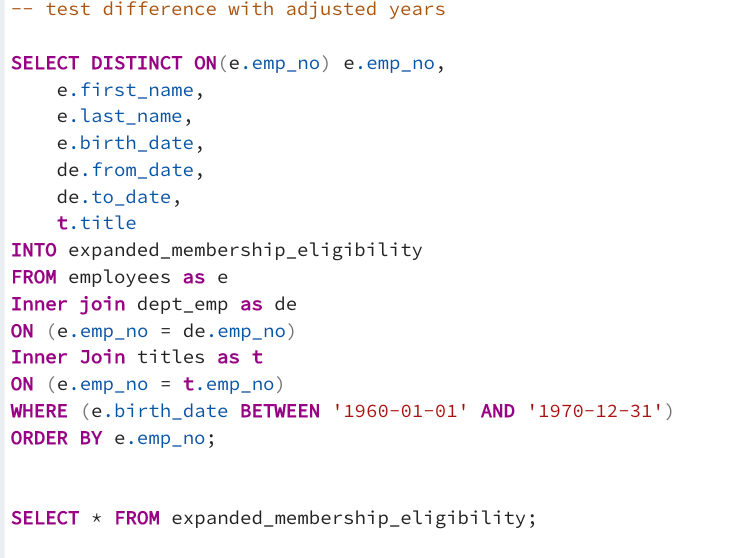 -- test difference with adjusted years
SELECT DISTINCT ON(e.emp_no) e.emp_no,
    e.first_name,
    e.last_name,
    e.birth_date,
    de.from_date,
    de.to_date,
    t.title
INTO expanded_membership_eligibility
FROM employees as e
Inner join dept_emp as de
ON (e.emp_no = de.emp_no)
Inner Join titles as t
ON (e.emp_no = t.emp_no)
WHERE (e.birth_date BETWEEN '1960-01-01' AND '1970-12-31')
ORDER BY e.emp_no;
SELECT * FROM expanded_membership_eligibility;